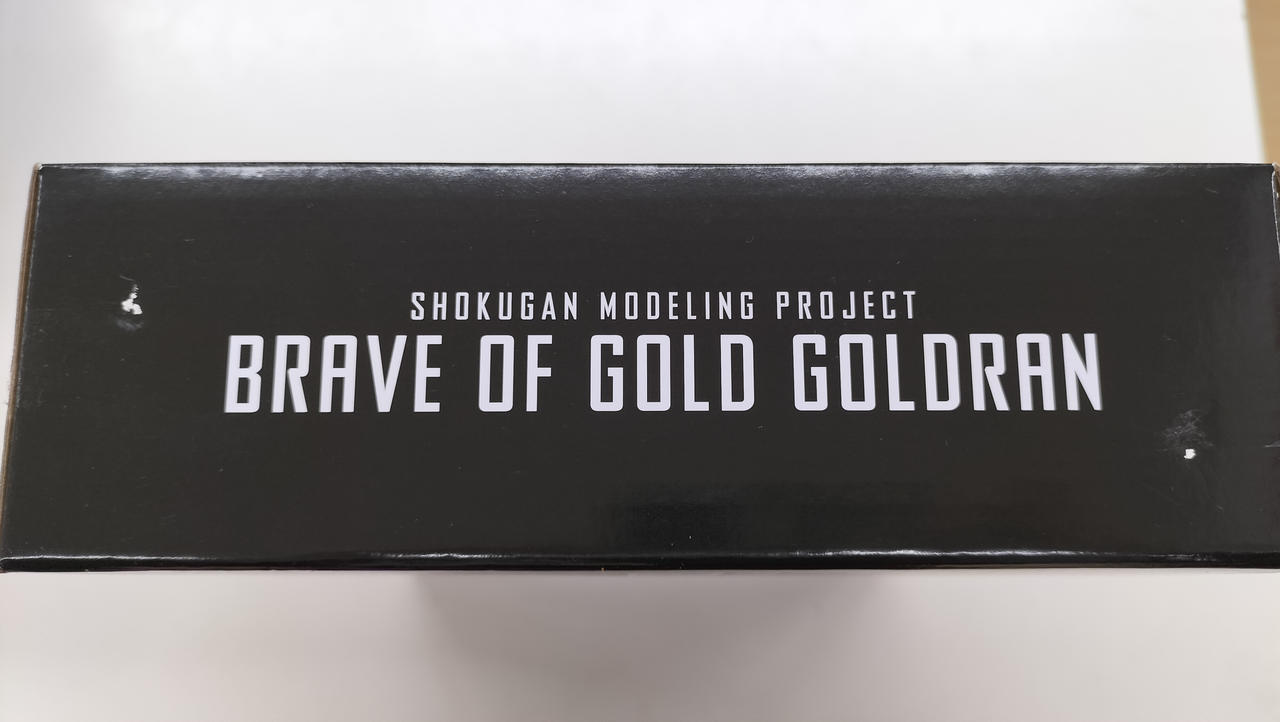 SHOKUGAN MODELING PROJECT
BRAVE OF GOLD GOLDRAN